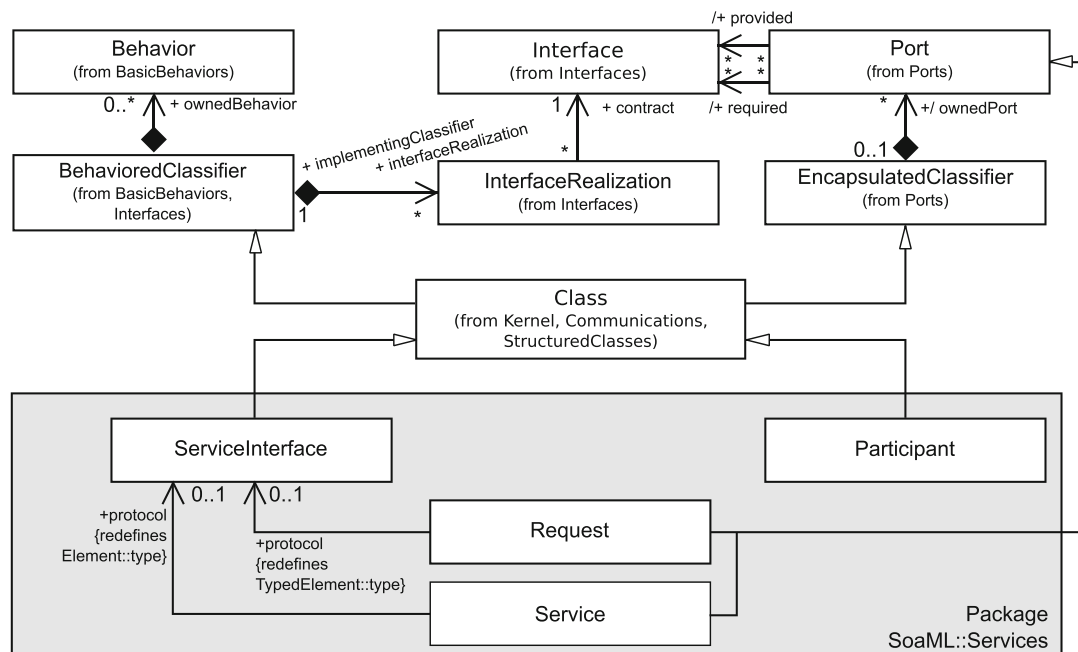 Behavior
(from BasicBehaviors)
0..*
+ ownedBehavior
BehavioredClassifier
(from BasicBehaviors,
Interfaces)
1
+ implementingClassifier
+ interfaceRealization
*
Interface
(from Interfaces)
1
+ contract
*
InterfaceRealization
(from Interfaces)
/+ provided
*
*
*
*
/+ required
Port
(from Ports)
*
+/ ownedPort
0..1
EncapsulatedClassifier
(from Ports)
Class
(from Kernel, Communications,
StructuredClasses)
ServiceInterface
Participant
0..1
0..1
+protocol
{redefines
Element::type}
+protocol
{redefines
TypedElement::type}
Request
Service
Package
SoaML::Services